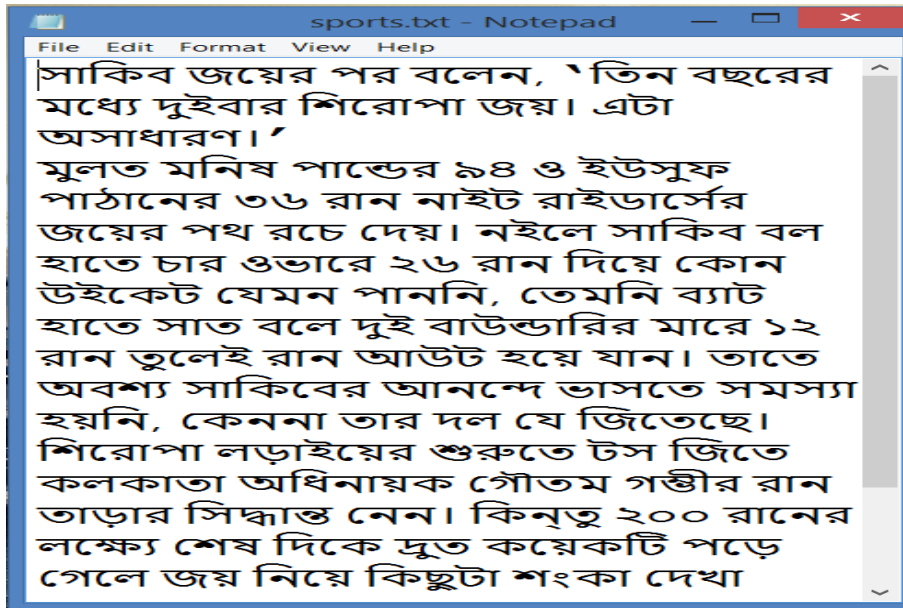 sports.txt - Notepad
File Edit Format View Help
সাকিব জয়ের পর বলেন, ‘তিন বছরের
মধ্যে দুইবার শিরোপা জয়। এটা
অসাধারণ।’
মুলত মনিষ পান্ডের ৯৪ ও ইউসুফ
পাঠানের ৩৬ রান নাইট রাইডার্সের
জয়ের পথ রচে দেয়। নইলে সাকিব বল
হাতে চার ওভারে ২৬ রান দিয়ে কোন
উইকেট যেমন পাননি, তেমনি ব্যাট
হাতে সাত বলে দুই বাউন্ডারির মারে ১২
রান তুলেই রান আউট হয়ে যান। তাতে
অবশ্য সাকিবের আনন্দে ভাসতে সমস্যা
হয়নি, কেননা তার দল যে জিতেছে।
শিরোপা লড়াইয়ের শুরুতে টস জিতে
কলকাতা অধিনায়ক গৌতম গম্ভীর রান
তাড়ার সিদ্ধান্ত নেন। কিন্তু ২০০ রানের
লক্ষ্যে শেষ দিকে দ্রুত কয়েকটি পড়ে
গেলে জয় নিয়ে কিছুটা শংকা দেখা